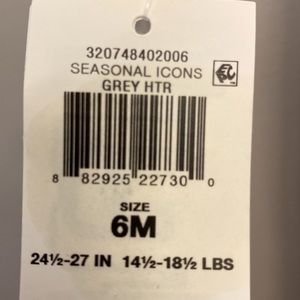 320748402006
SEASONAL ICONS
GREY HTR
8 82925 22730 0
SIZE
6M
24½-27 IN 14½-18½ LBS